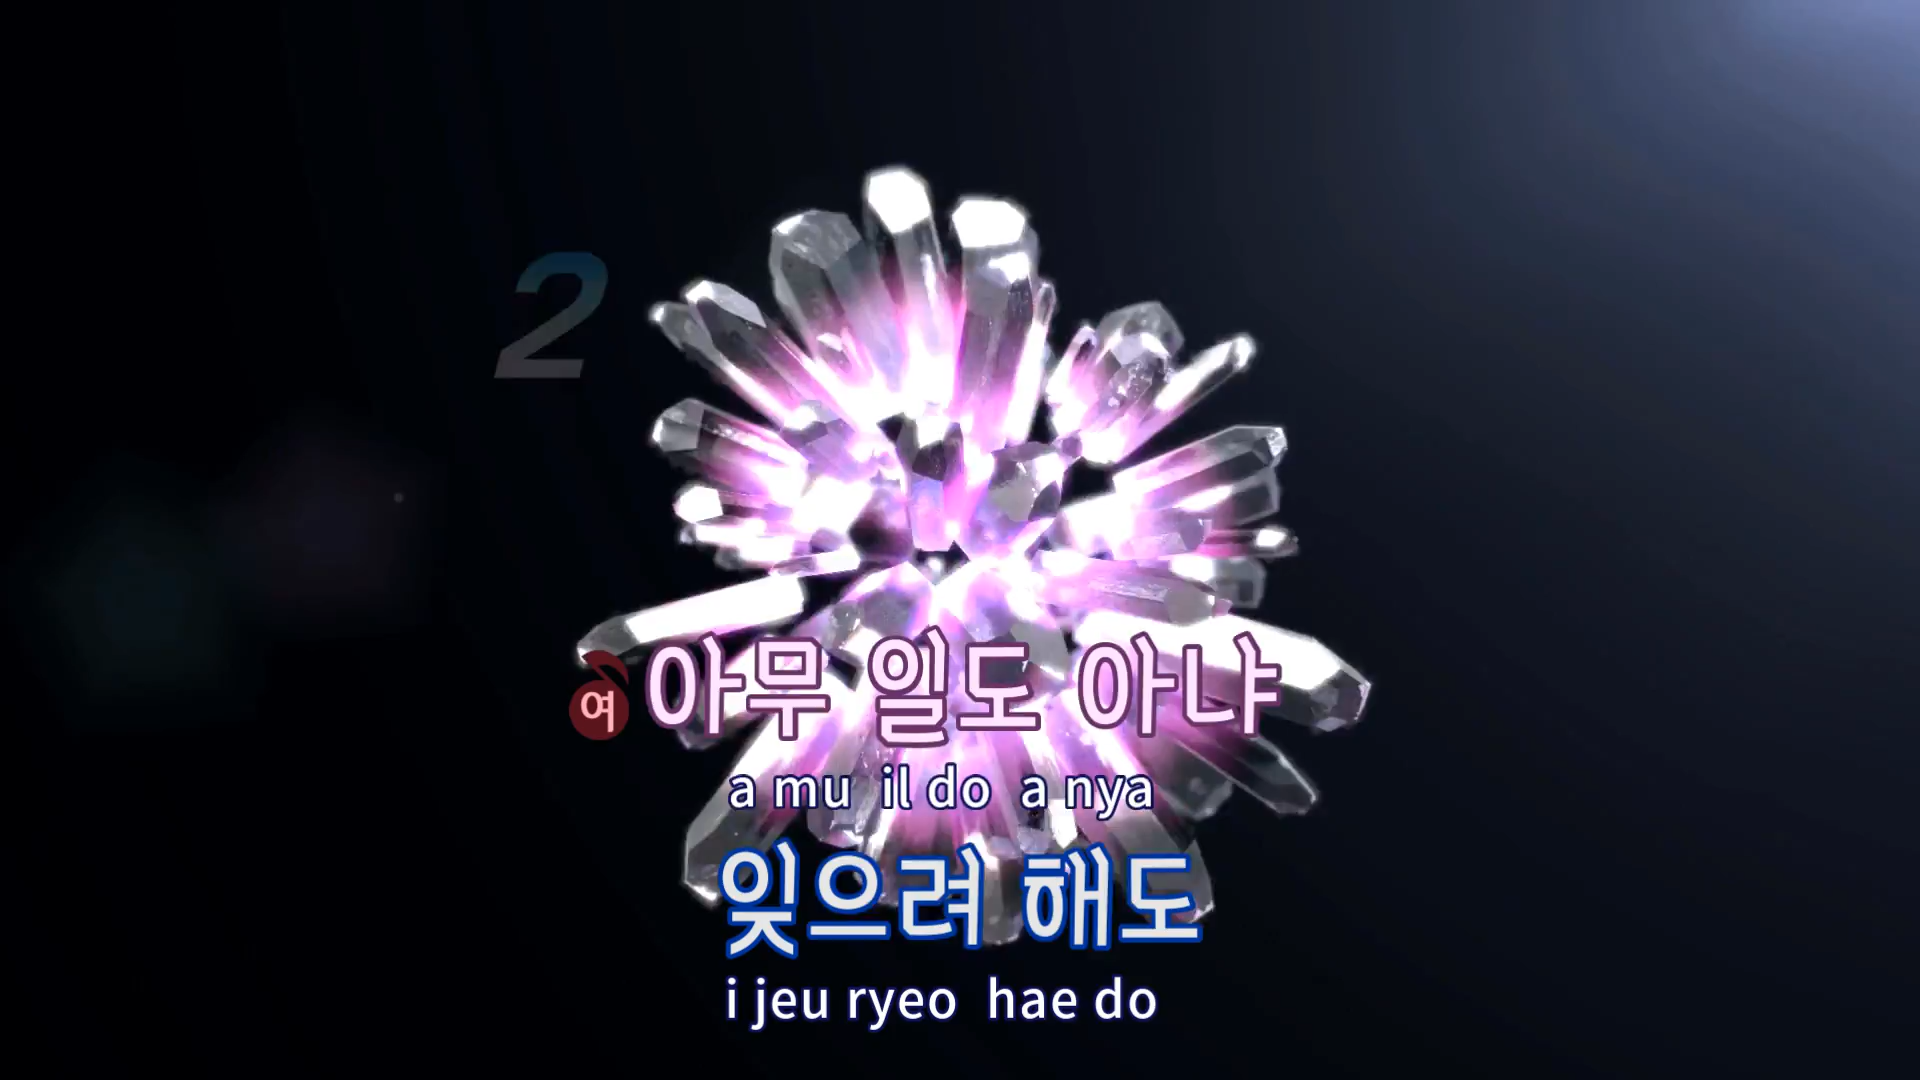 2
여 아무 일도 아냐
a mu il do a nya
잊으려 해도
i jeu ryeo hae do